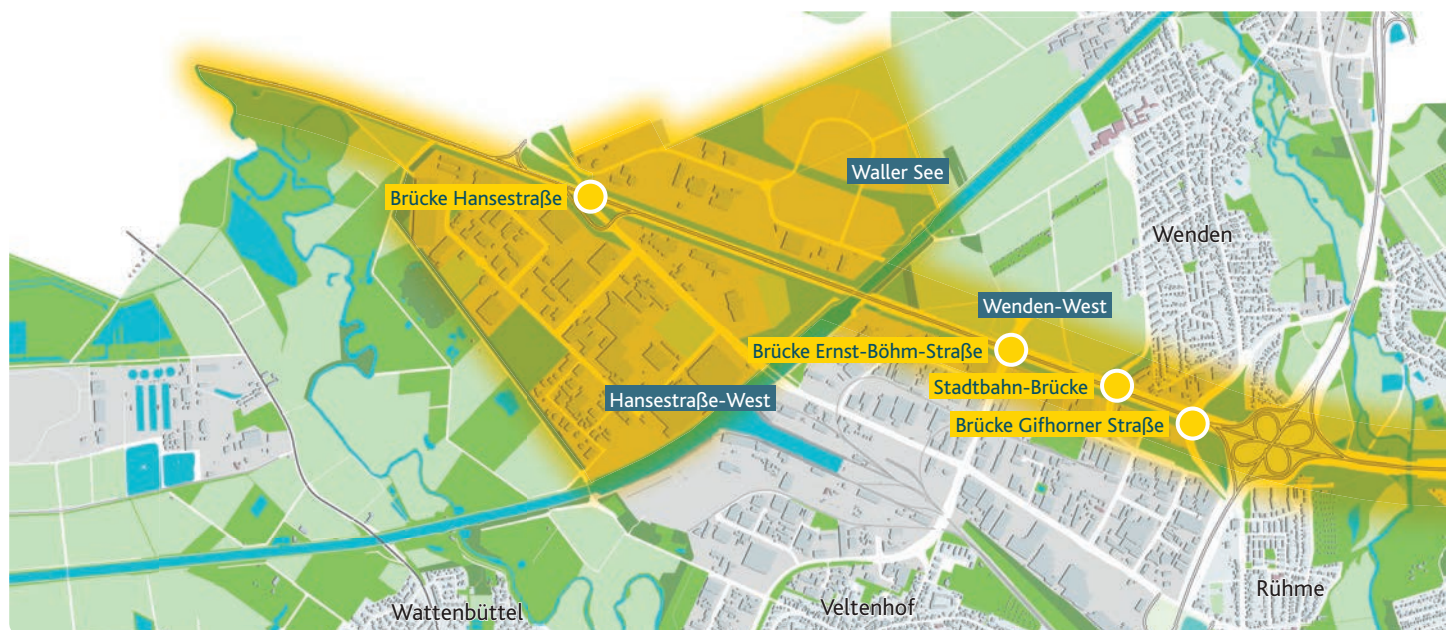 Waller See
Brücke Hansestraße
Wenden
Wenden-West
Brücke Ernst-Böhm-Straße
Stadtbahn-Brücke
Hansestraße-West
Brücke Gifhorner Straße
Rühme
Wattenbüttel
Veltenhof